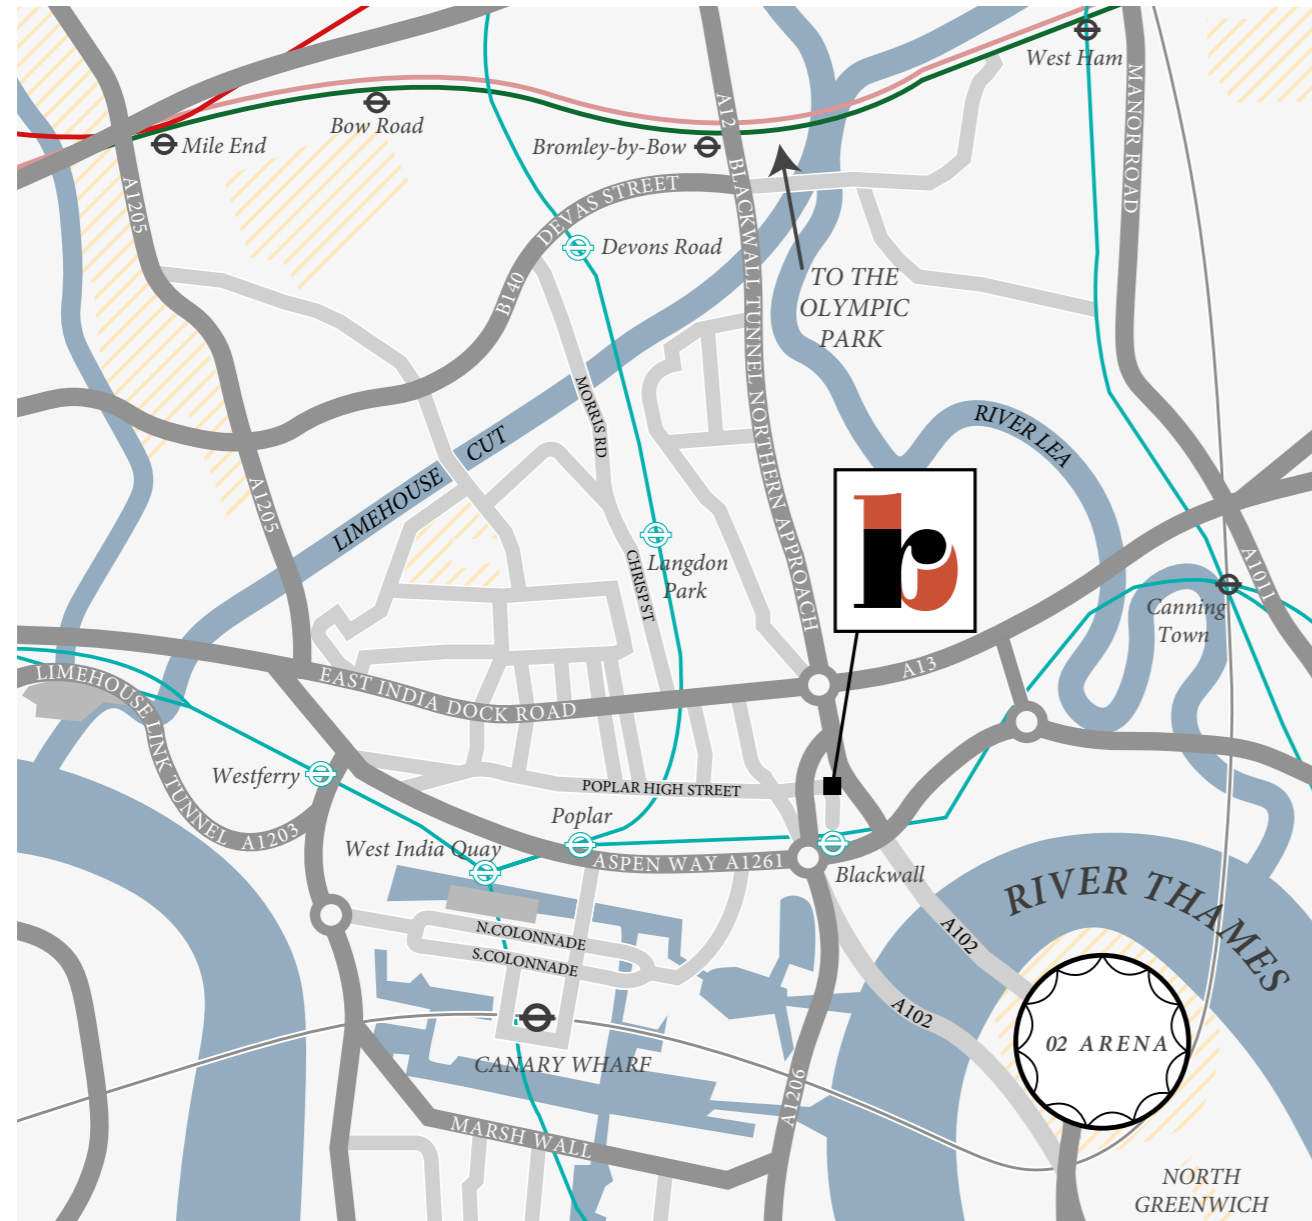 West Ham
Bow Road
Mile End
Bromley-by-Bow
A12 BLACKWALL TUNNEL NORTHERN APPROACH
MANOR ROAD
A1205
DEVAS STREET
B140
Devons Road
TO THE
OLYMPIC
PARK
MORRIS RD
RIVER LEA
LIMEHOUSE CUT
A1205
Langdon
Park
CHRISP ST
A1011
Canning
Town
A13
EAST INDIA DOCK ROAD
LIMEHOUSE LINK TUNNEL A1203
Westferry
POPLAR HIGH STREET
Poplar
West India Quay
ASPEN WAY A1261
Blackwall
RIVER THAMES
N.COLONNADE
S.COLONNADE
A102
A102
02 ARENA
CANARY WHARF
A1206
MARSH WALL
NORTH
GREENWICH